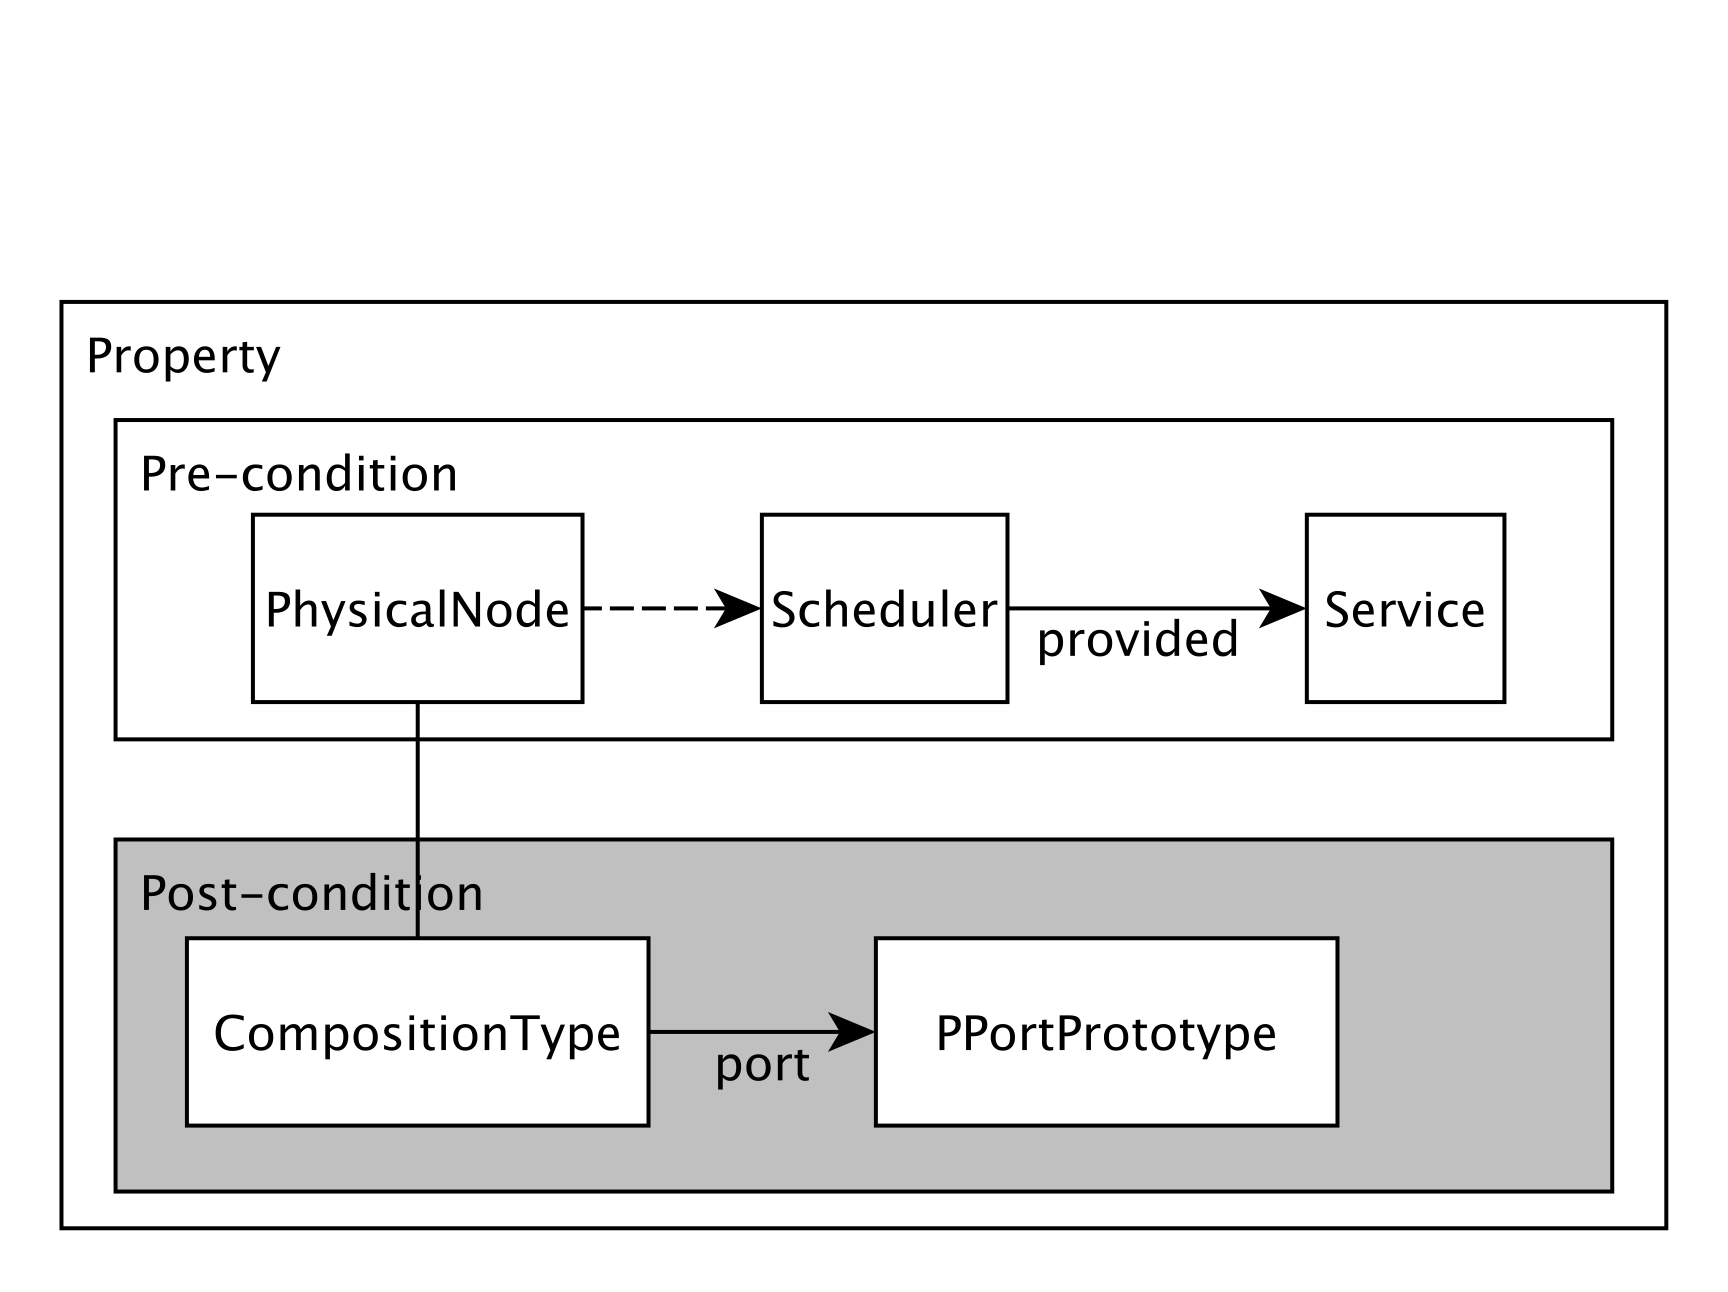 Property
Pre-condition
PhysicalNode
Scheduler
provided
Service
Post-condition
CompositionType
port
PPortPrototype